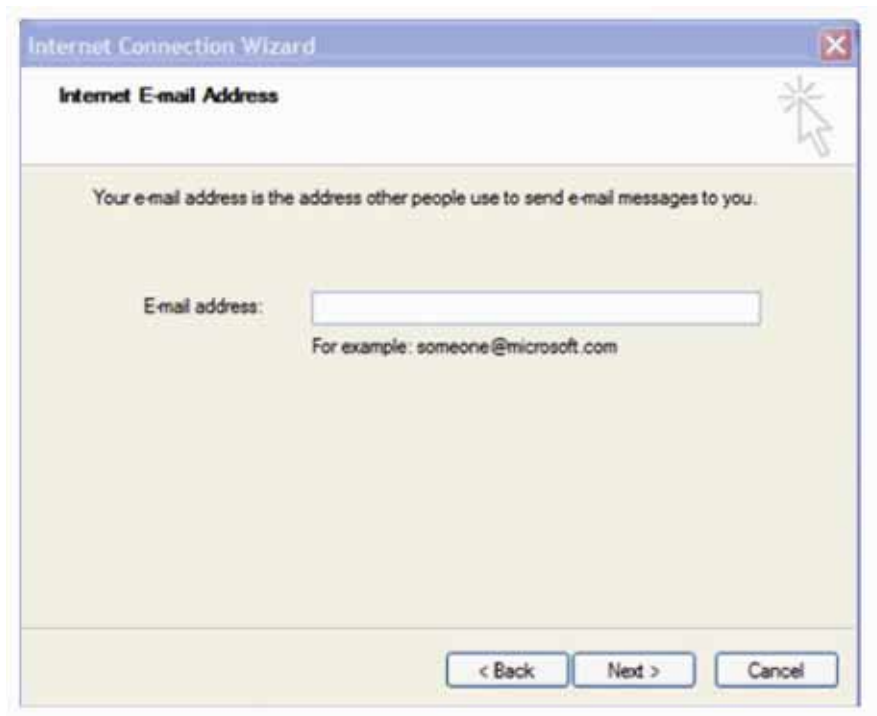 Internet Connection Wizard
Internet E-mail Address
Your e-mail address is the address other people use to send e-mail messages to you.
E-mail address:
For example: someone@microsoft.com
< Back Next > Cancel